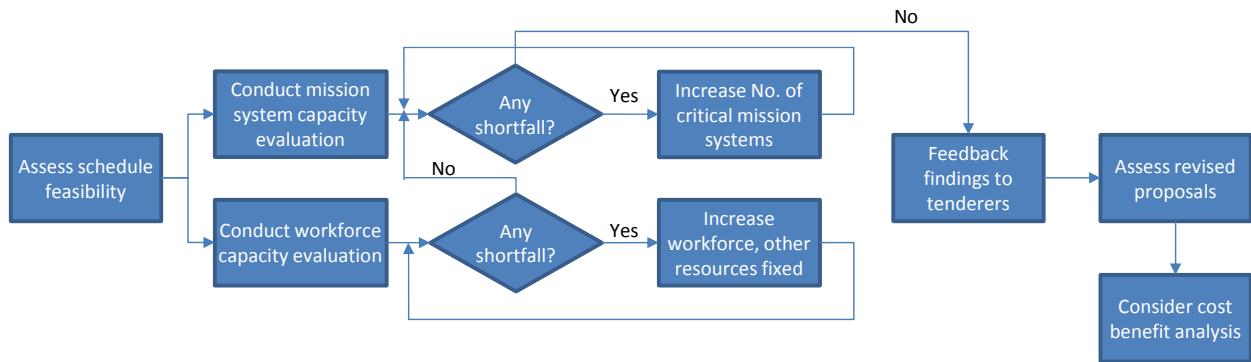 No
Conduct mission
system capacity
evaluation
Any
shortfall?
Yes
Increase No. of
critical mission
systems
Assess schedule
feasibility
No
Feedback
findings to
tenderers
Assess revised
proposals
Conduct workforce
capacity evaluation
Any
shortfall?
Yes
Increase
workforce, other
resources fixed
Consider cost
benefit analysis